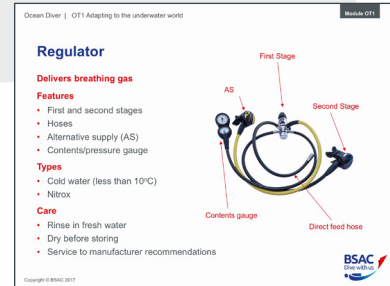 Ocean Diver | OT1 Adapting to the underwater world
Module OT1
Regulator
Delivers breathing gas
Features
• First and second stages
• Hoses
• Alternative supply (AS)
• Contents/pressure gauge
Types
• Cold water (less than 10ºC)
• Nitrox
Care
• Rinse in fresh water
• Dry before storing
• Service to manufacturer recommendations
First Stage
AS
Second Stage
Contents gauge
Direct feed hose
Copyright © BSAC 2017
BSAC
Dive with us